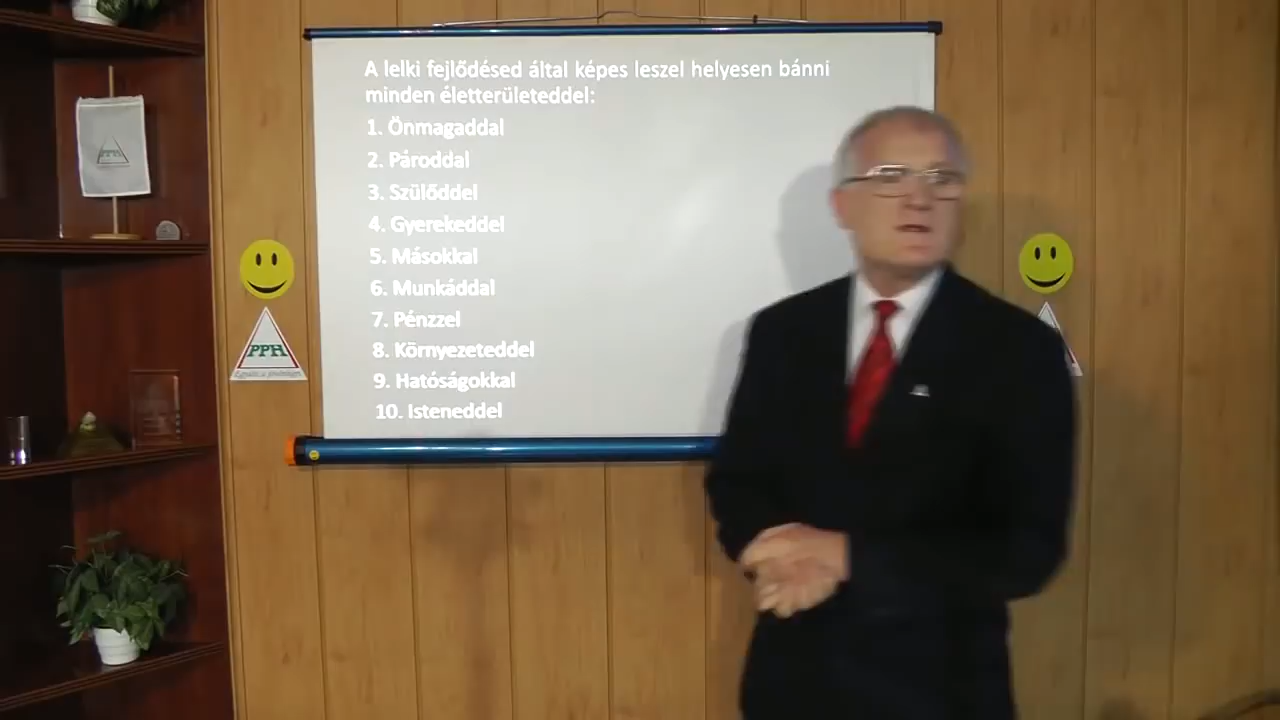 A lelki fejlődésed által képes leszel helyesen bánni
minden életterületeddel:
1. Önmagaddal
2. Pároddal
3. Szülőddel
4. Gyerekeddel
5. Másokkal
6. Munkáddal
7. Pénzzel
8. Környezeteddel
9. Hatóságokkal
10. Isteneddel
PPH
PPH